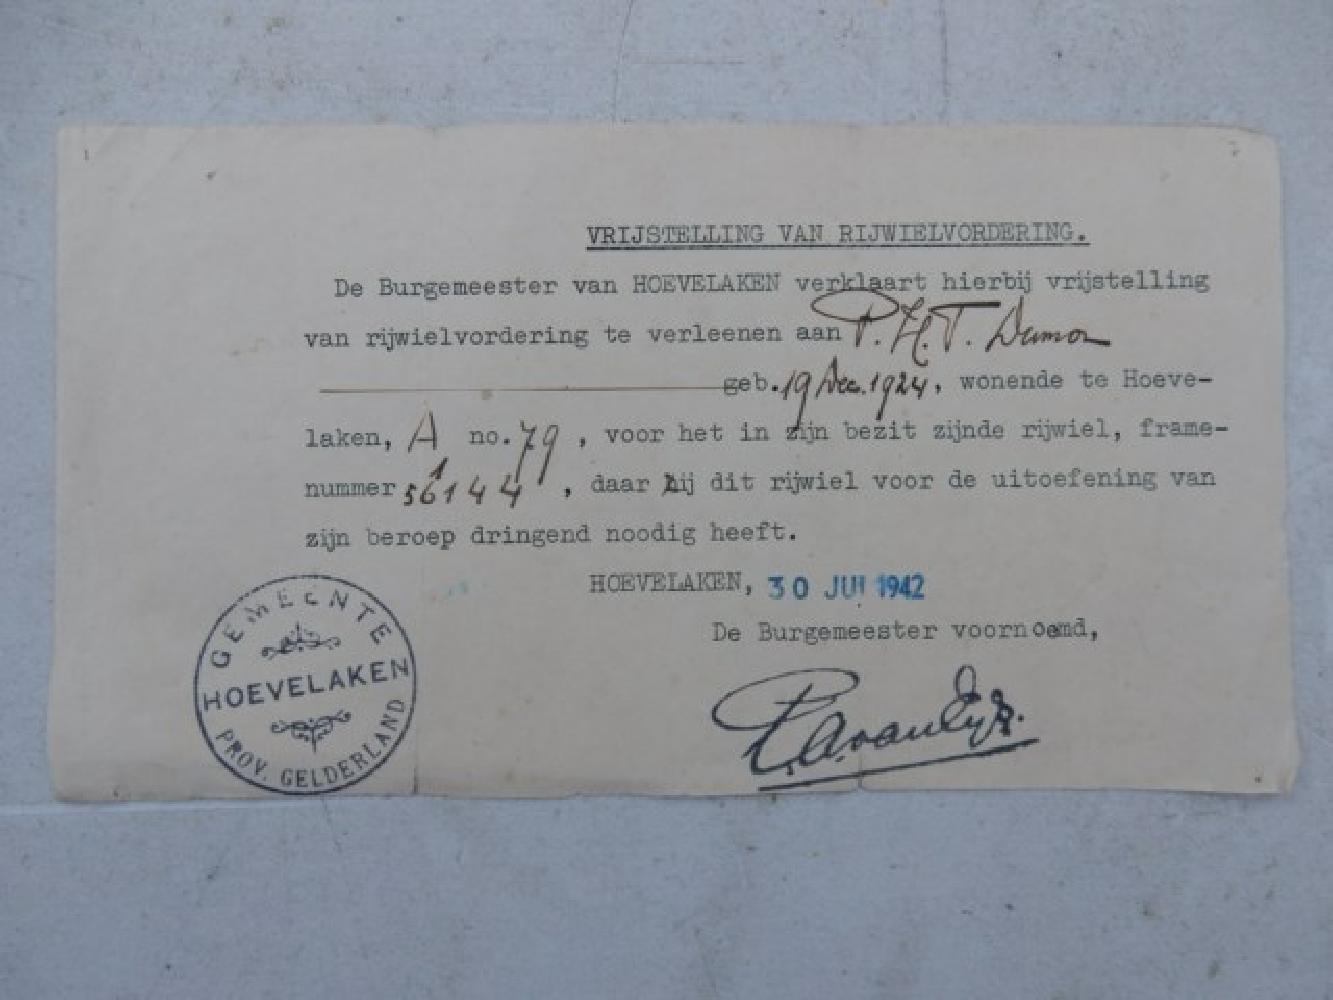 VRIJSTELLING VAN RIJWIELVORDERING.
De Burgemeester van HOEVELAKEN verklaart hierbij vrijstelling
van rijwielvordering te verleenen aan P. H. T. Dumon
geb. 19 Dec. 1924, wonende te Hoeve-
laken, A no. 79, voor het in zijn bezit zijnde rijwiel, frame-
nummer 561144, daar hij dit rijwiel voor de uitoefening van
zijn beroep dringend noodig heeft.
HOEVELAKEN, 30 JUI 1942
De Burgemeester voornoemd,
GEMEENTE
HOEVELAKEN
PROV. GELDERLAND